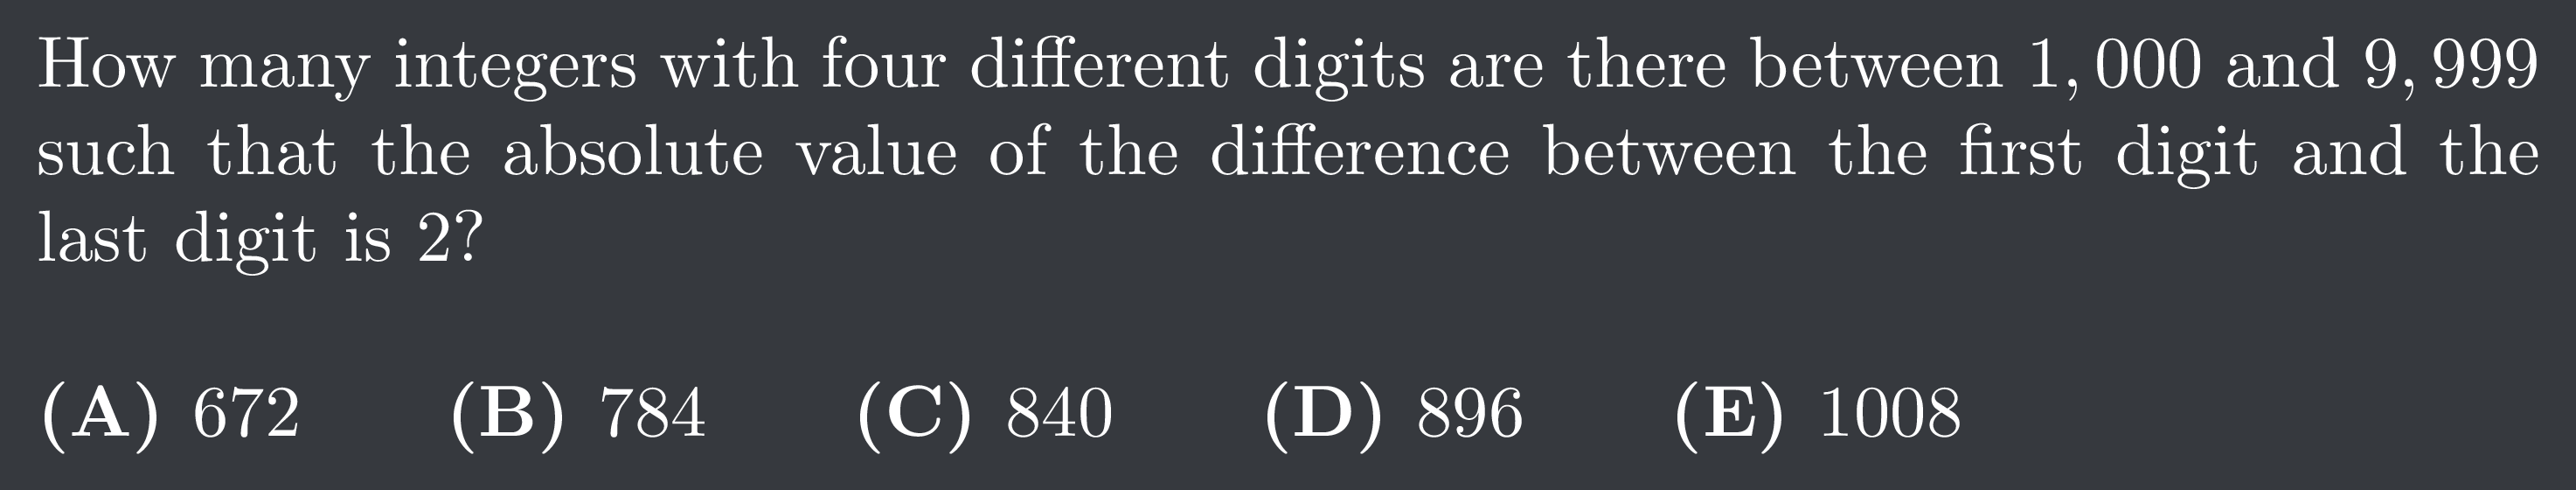 How many integers with four different digits are there between 1, 000 and 9, 999
such that the absolute value of the difference between the first digit and the
last digit is 2?
(A) 672 (B) 784 (C) 840 (D) 896 (E) 1008